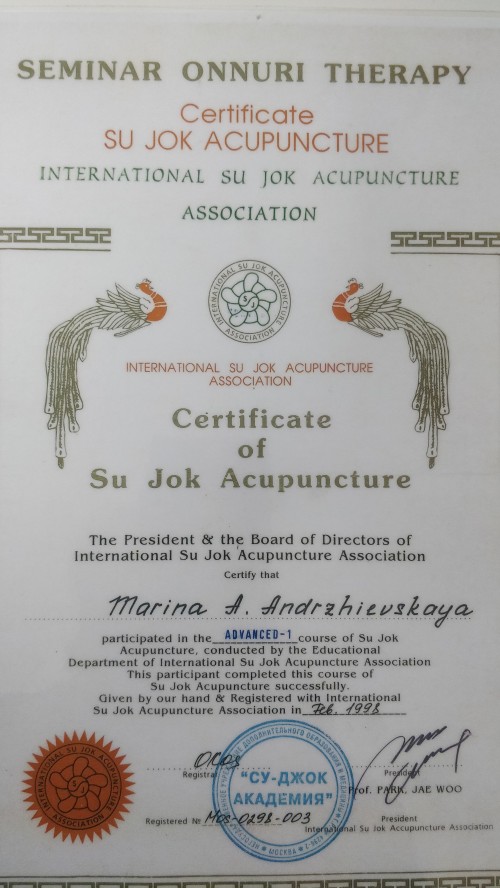 SEMINAR ONNURI THERAPY
Certificate
SU JOK ACUPUNCTURE
INTERNATIONAL SU JOK ACUPUNCTURE
ASSOCIATION
INTERNATIONAL SU JOK ACUPUNCTURE
ASSOCIATION
INTERNATIONAL SU JOK ACUPUNCTURE
ASSOCIATION
Certificate
of
Su Jok Acupuncture
The President & the Board of Directors of
International Su Jok Acupuncture Association
Certify that
Marina A. Andrzhievskaya
participated in the ADVANCED-1 course of Su Jok
Acupuncture, conducted by the Educational
Department of International Su Jok Acupuncture Association
This participant completed this course of
Su Jok Acupuncture successfully.
Given by our hand & Registered with International
Su Jok Acupuncture Association in Feb. 1998
INTERNATIONAL SU JOK ACUPUNCTURE
ASSOCIATION
Registrar
"СУ-ДЖОК
АКАДЕМИЯ"
ДОПОЛНИТЕЛЬНОГО ОБРАЗОВАНИЯ
МОСКВА
President
Prof. PARK, JAE WOO
Registered № Mos-0298-003
President
International Su Jok Acupuncture Association